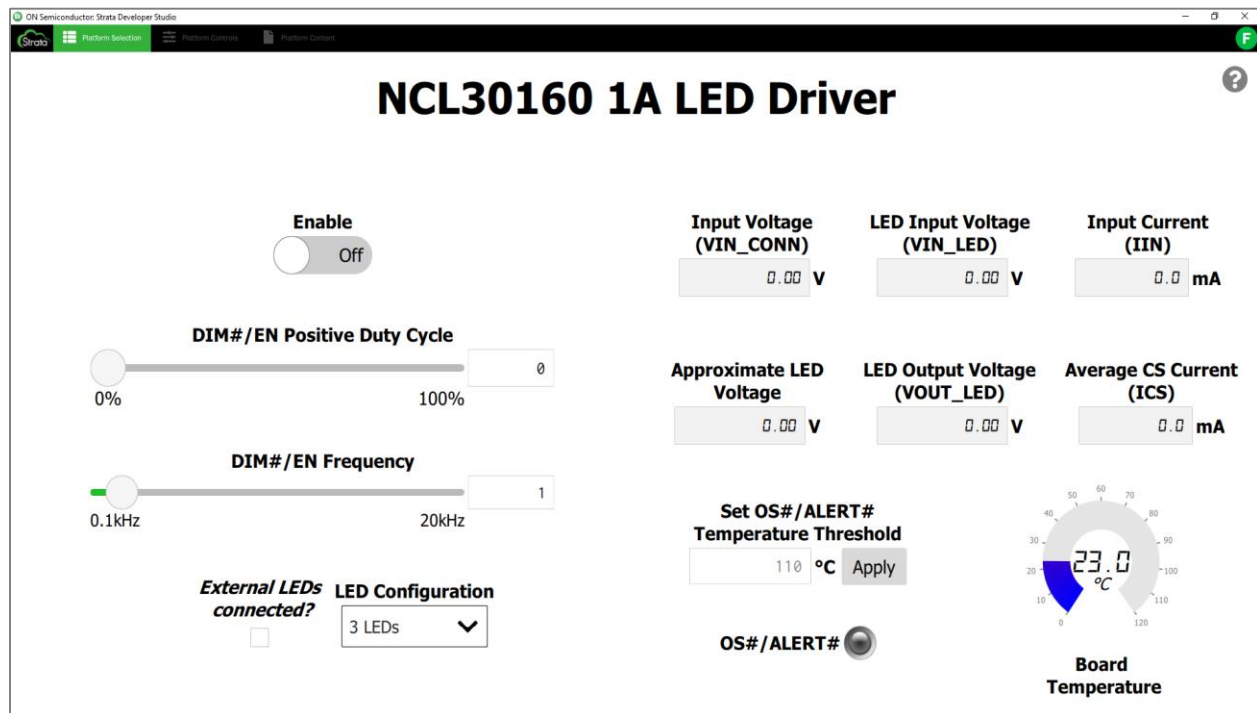 ON Semiconductor: Strata Developer Studio
Strata
Platform Selection
Platform Controls
Platform Content
F
?
NCL30160 1A LED Driver
Enable
Off
DIM#/EN Positive Duty Cycle
0
0%
100%
DIM#/EN Frequency
1
0.1kHz
20kHz
External LEDs
connected?
LED Configuration
3 LEDs
Input Voltage
(VIN_CONN)
0.00 V
LED Input Voltage
(VIN_LED)
0.00 V
Input Current
(IIN)
0.0 mA
Approximate LED
Voltage
0.00 V
LED Output Voltage
(VOUT_LED)
0.00 V
Average CS Current
(ICS)
0.0 mA
Set OS#/ALERT#
Temperature Threshold
110 °C Apply
OS#/ALERT#
0
10
20
30
40
50
60
70
80
90
100
110
120
23.0
°C
Board
Temperature